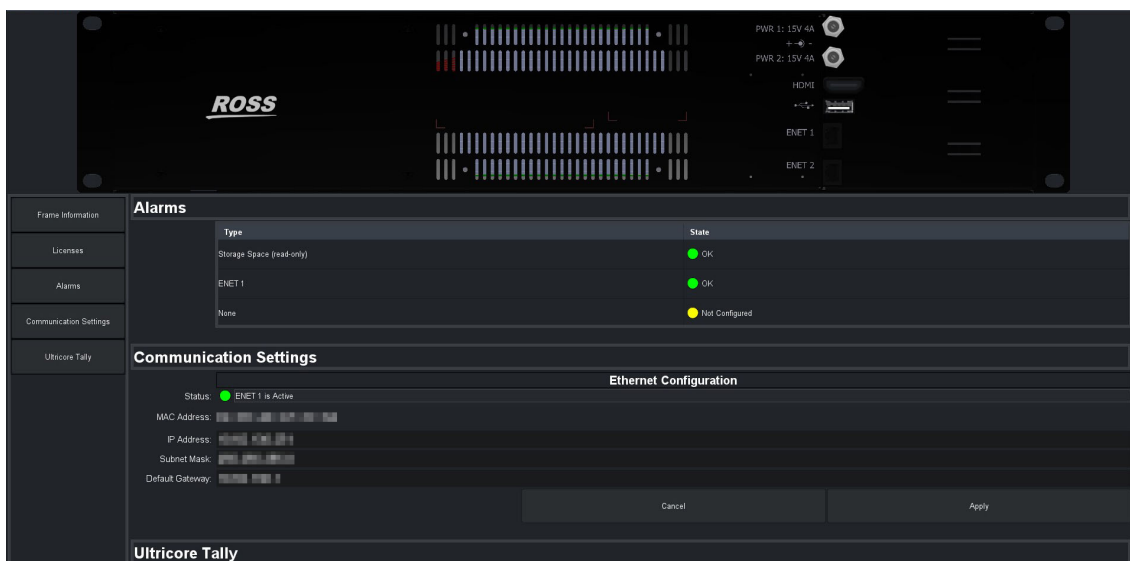 PWR 1: 15V 4A
PWR 2: 15V 4A
HDMI
ROSS
ENET 1
ENET 2
Frame Information
Licenses
Alarms
Communication Settings
Ultricore Tally
Alarms
Type State
Storage Space (read-only) OK
ENET 1 OK
None Not Configured
Communication Settings
Ethernet Configuration
Status: ENET 1 is Active
MAC Address:
IP Address:
Subnet Mask:
Default Gateway:
Cancel Apply
Ultricore Tally